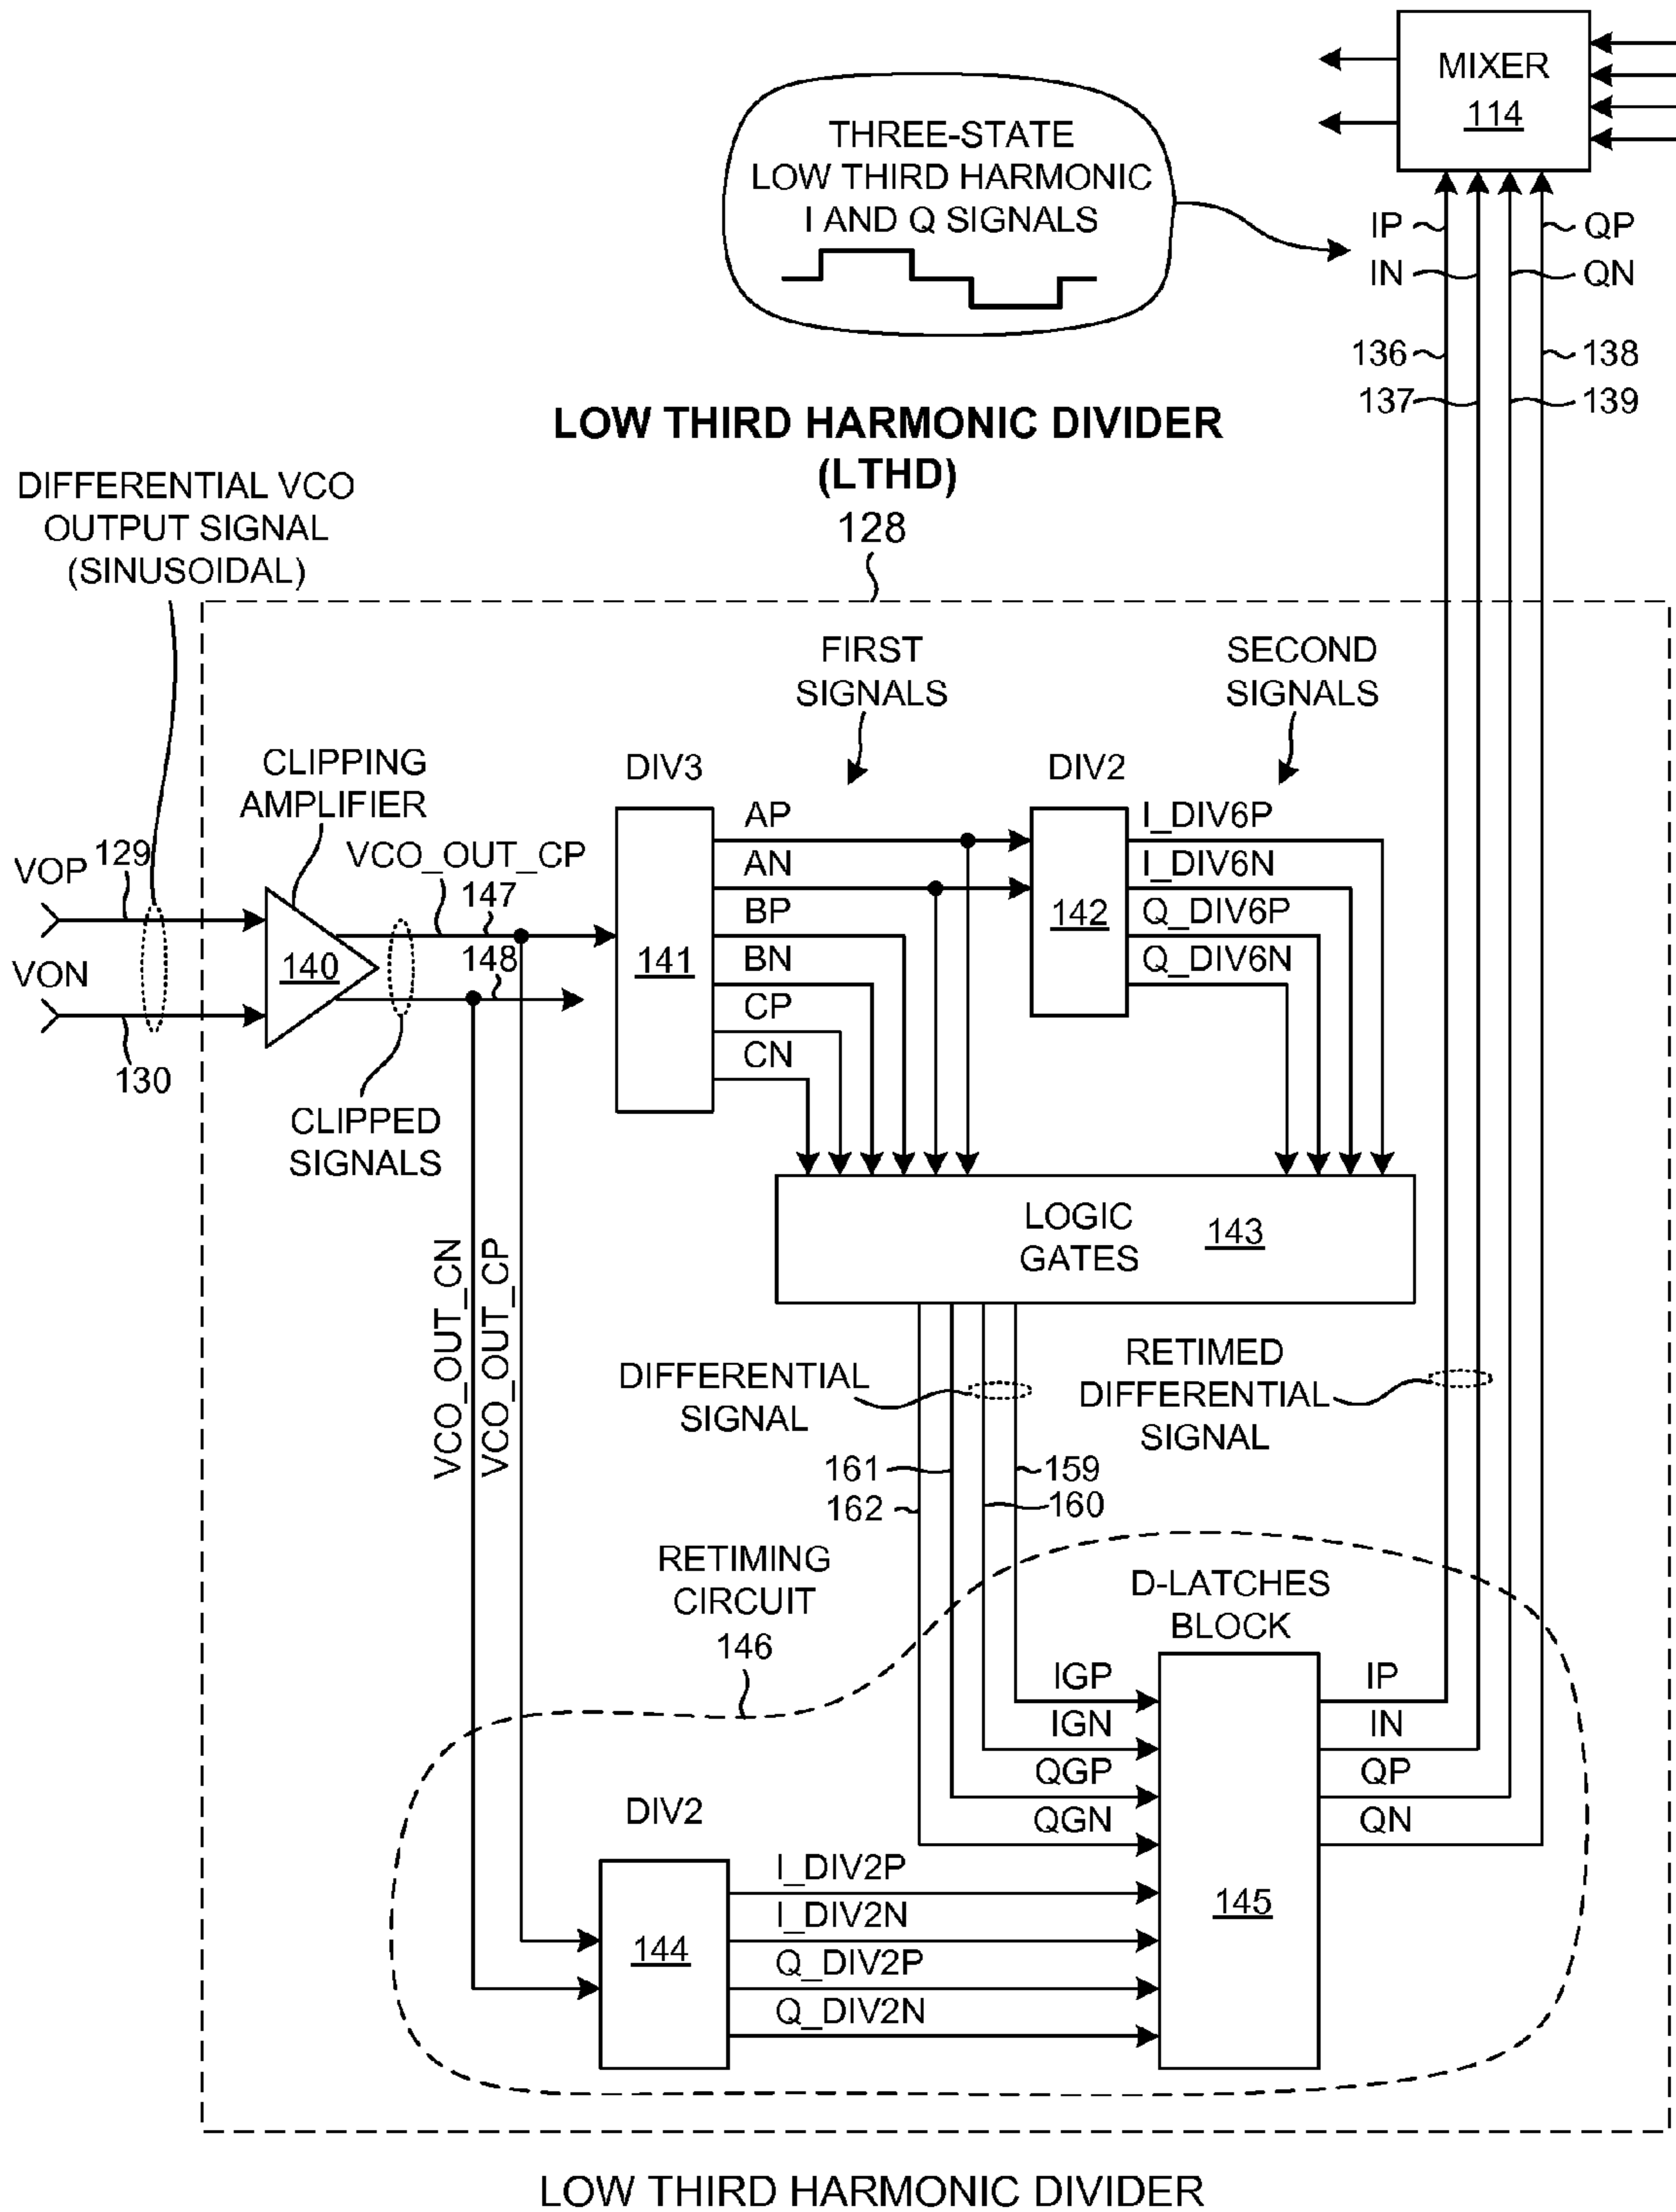 MIXER
114
THREE-STATE
LOW THIRD HARMONIC
I AND Q SIGNALS
IP
QP
IN
QN
136
138
137
139
LOW THIRD HARMONIC DIVIDER
(LTHD)
128
DIFFERENTIAL VCO
OUTPUT SIGNAL
(SINUSOIDAL)
FIRST
SIGNALS
SECOND
SIGNALS
CLIPPING
AMPLIFIER
DIV3
DIV2
VOP
129
VON
130
140
VCO_OUT_CP
147
148
CLIPPED
SIGNALS
141
AP
AN
BP
BN
CP
CN
142
I_DIV6P
I_DIV6N
Q_DIV6P
Q_DIV6N
LOGIC
GATES
143
VCO_OUT_CN
VCO_OUT_CP
DIFFERENTIAL
SIGNAL
RETIMED
DIFFERENTIAL
SIGNAL
161
159
162
160
RETIMING
CIRCUIT
146
D-LATCHES
BLOCK
IGP
IGN
QGP
QGN
IP
IN
QP
QN
DIV2
144
I_DIV2P
I_DIV2N
Q_DIV2P
Q_DIV2N
145
LOW THIRD HARMONIC DIVIDER